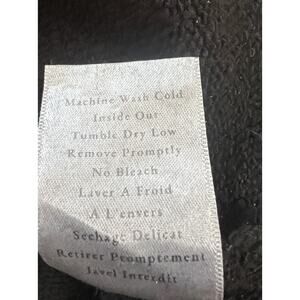 Machine Wash Cold
Inside Out
Tumble Dry Low
Remove Promptly
No Bleach
Laver A Froid
A L'envers
Sechage Delicat
Retirer Promptement
Javel Interdit